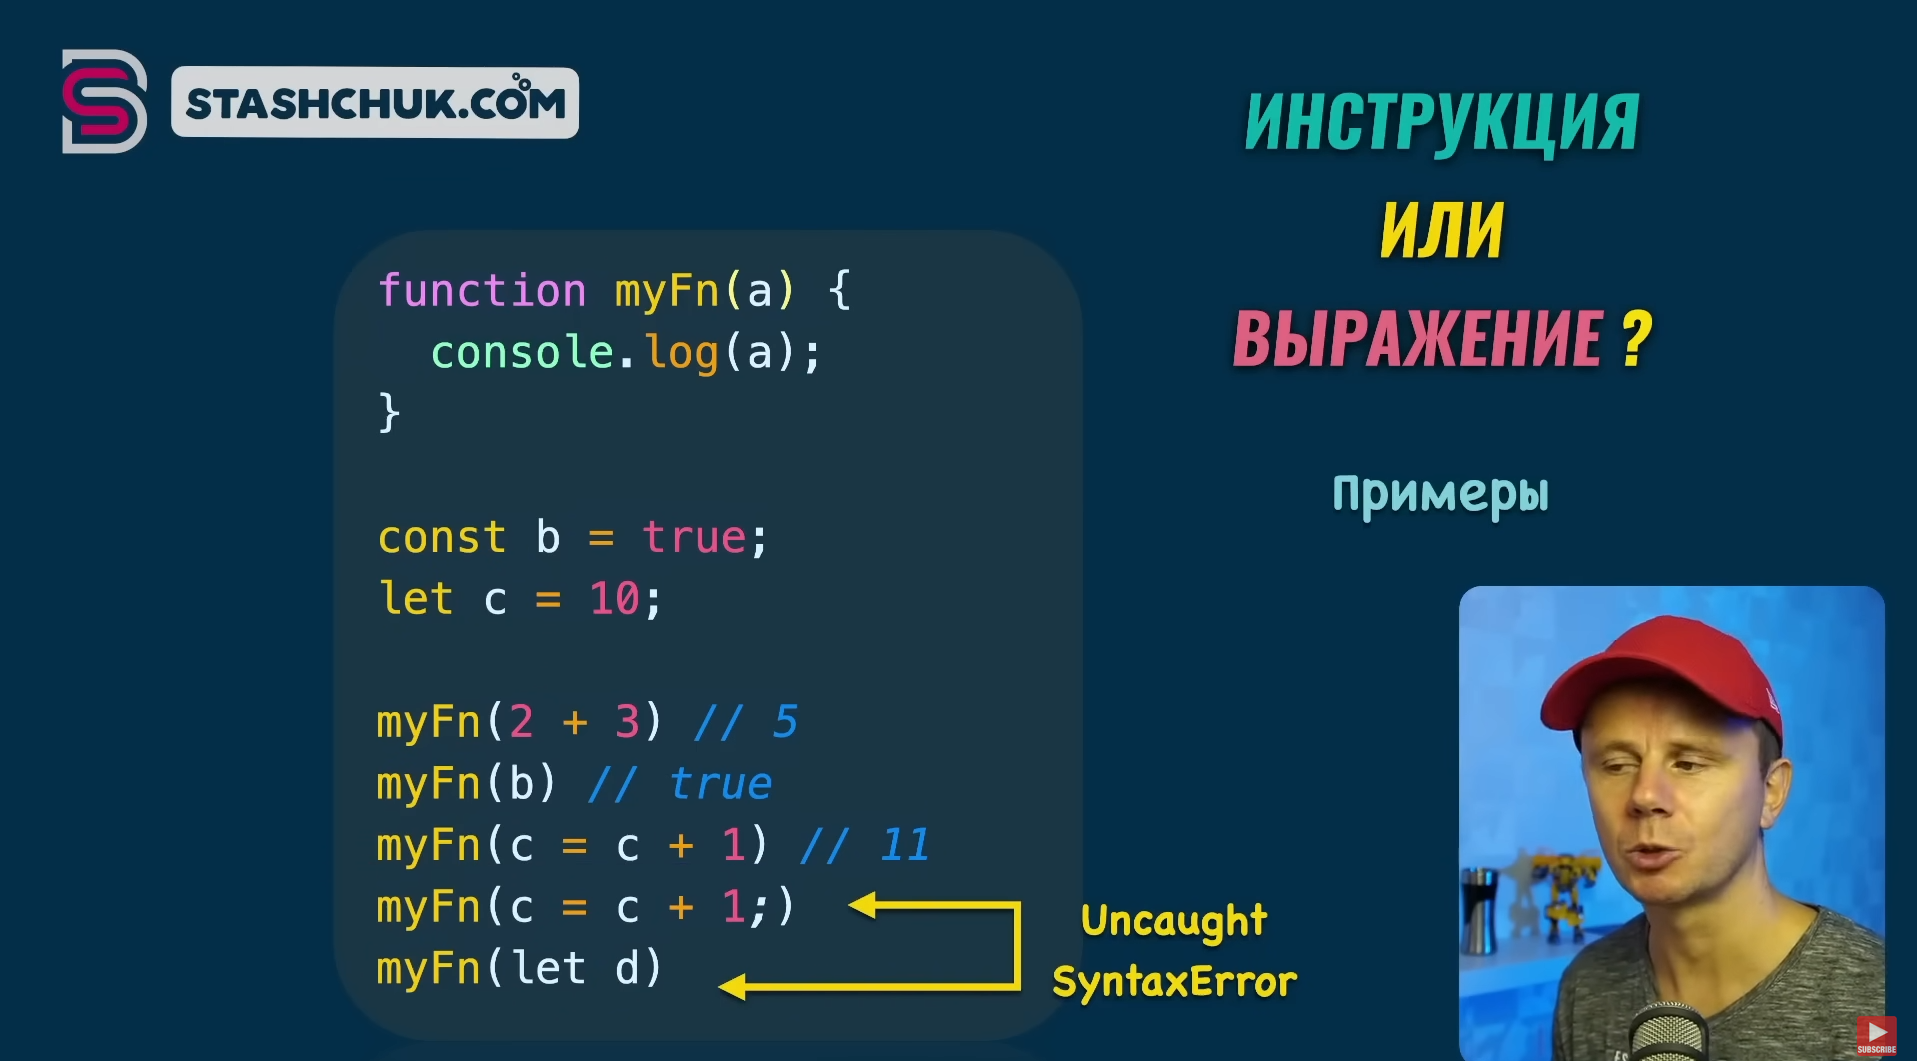 STASHCHUK.COM
ИНСТРУКЦИЯ
ИЛИ
ВЫРАЖЕНИЕ ?
Примеры
function myFn(a) {
  console.log(a);
}
const b = true;
let c = 10;
myFn(2 + 3) // 5
myFn(b) // true
myFn(c = c + 1) // 11
myFn(c = c + 1;)
myFn(let d)
Uncaught
SyntaxError
SUBSCRIBE